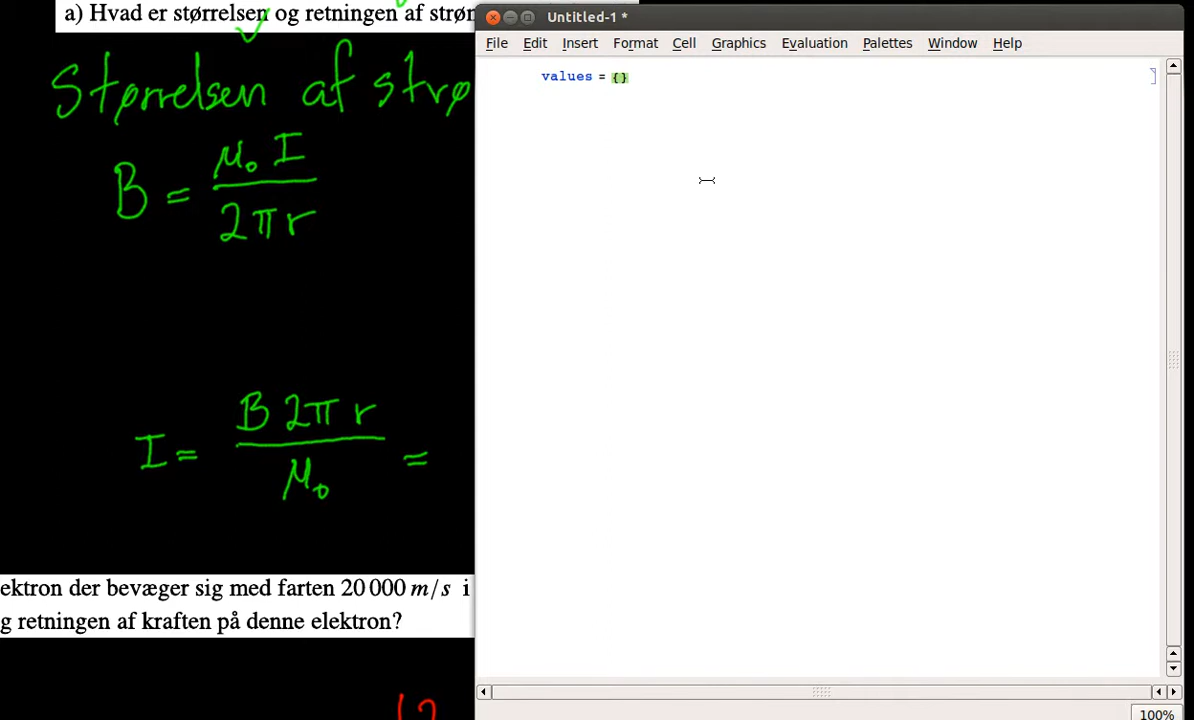 a) Hvad er størrelsen og retningen af strøn
Størrelsen af strø
B = μ₀ I / 2π r
I = B 2π r / μ₀ =
ektron der bevæger sig med farten 20 000 m/s i
g retningen af kraften på denne elektron?
Untitled-1 *
File Edit Insert Format Cell Graphics Evaluation Palettes Window Help
values = {}
100%